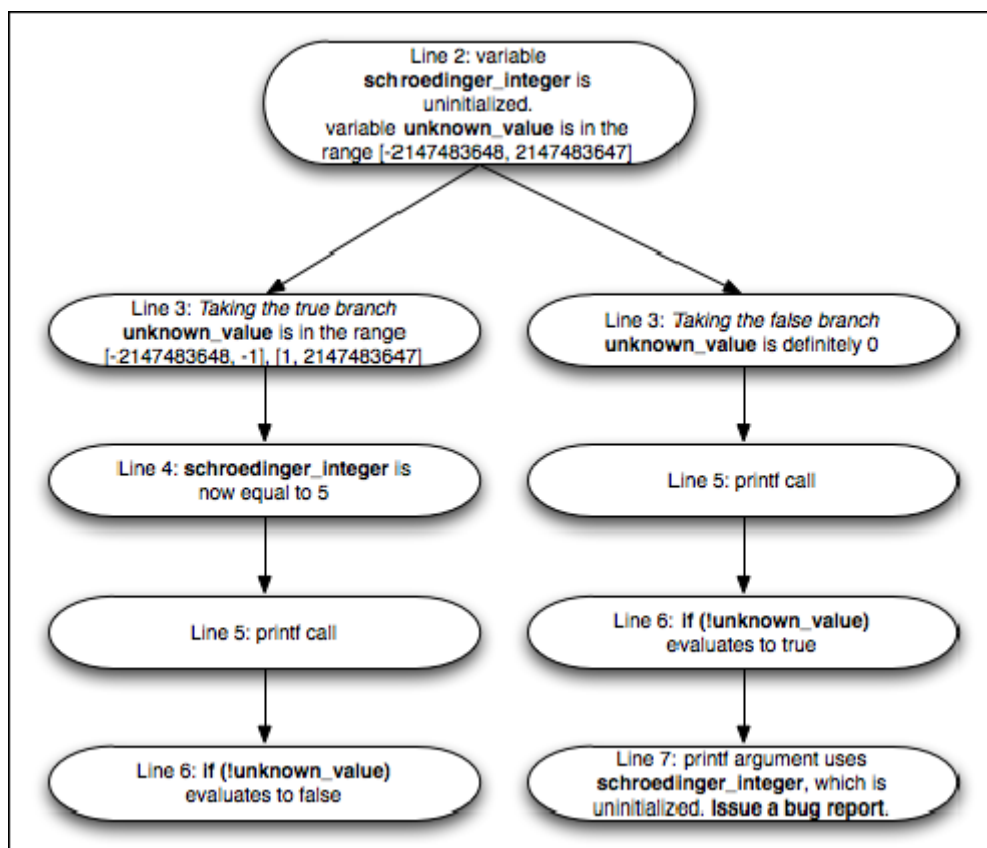 Line 2: variable
schroedinger_integer is
uninitialized.
variable unknown_value is in the
range [-2147483648, 2147483647]
Line 3: Taking the true branch
unknown_value is in the range
[-2147483648, -1], [1, 2147483647]
Line 3: Taking the false branch
unknown_value is definitely 0
Line 4: schroedinger_integer is
now equal to 5
Line 5: printf call
Line 5: printf call
Line 6: if (!unknown_value)
evaluates to true
Line 6: if (!unknown_value)
evaluates to false
Line 7: printf argument uses
schroedinger_integer, which is
uninitialized. Issue a bug report.